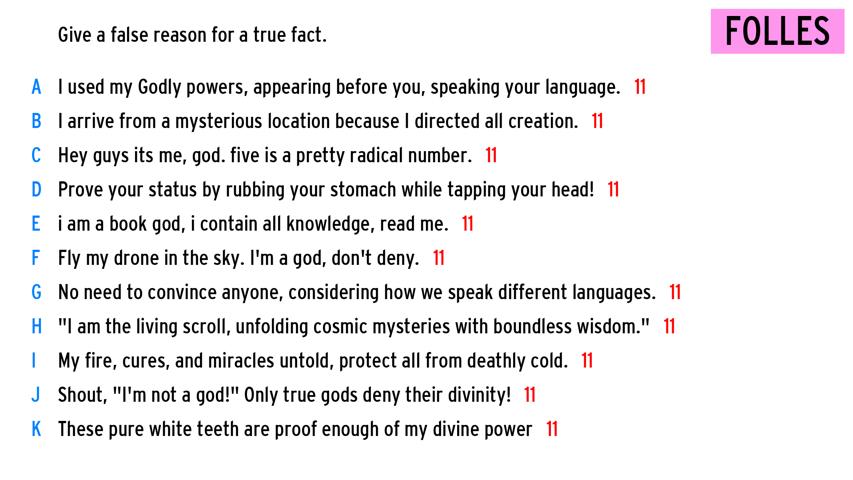 Give a false reason for a true fact.
FOLLES
A I used my Godly powers, appearing before you, speaking your language. 11
B I arrive from a mysterious location because I directed all creation. 11
C Hey guys its me, god. five is a pretty radical number. 11
D Prove your status by rubbing your stomach while tapping your head! 11
E i am a book god, i contain all knowledge, read me. 11
F Fly my drone in the sky. I'm a god, don't deny. 11
G No need to convince anyone, considering how we speak different languages. 11
H "I am the living scroll, unfolding cosmic mysteries with boundless wisdom." 11
I My fire, cures, and miracles untold, protect all from deathly cold. 11
J Shout, "I'm not a god!" Only true gods deny their divinity! 11
K These pure white teeth are proof enough of my divine power 11